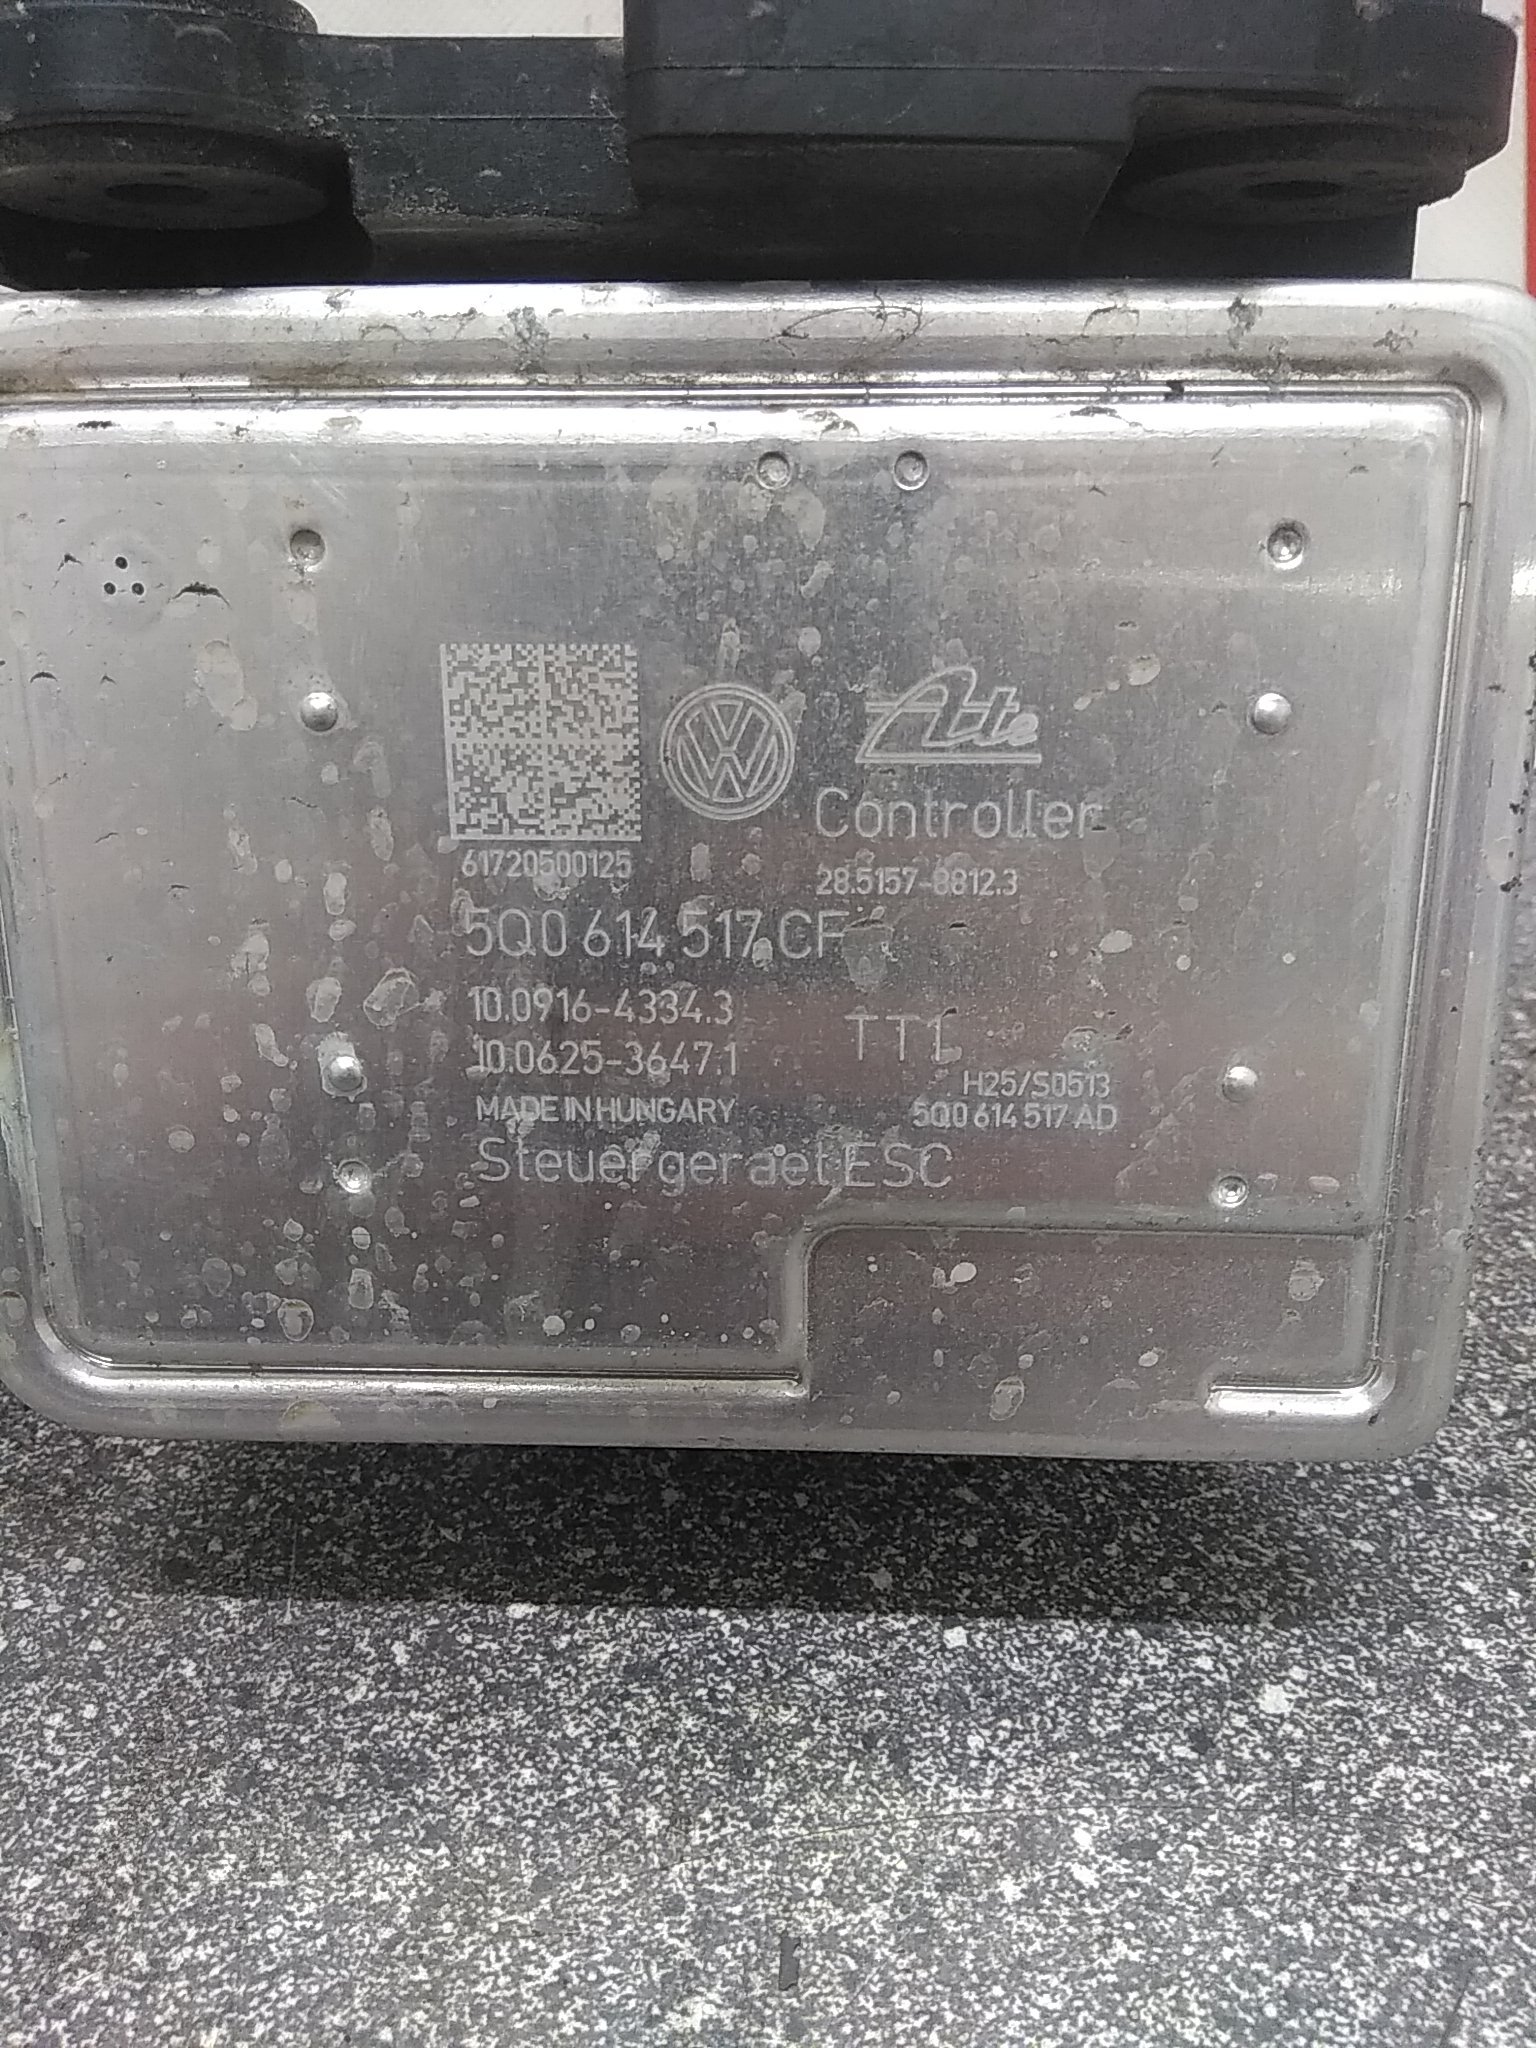 Ate
Controller
61720500125
28.5157-8812.3
5Q0 614 517 CF
10.0916-4334.3
TT1
10.0625-3647.1
H25/S0513
MADE IN HUNGARY
5Q0 614 517 AD
Steuergeraet ESC